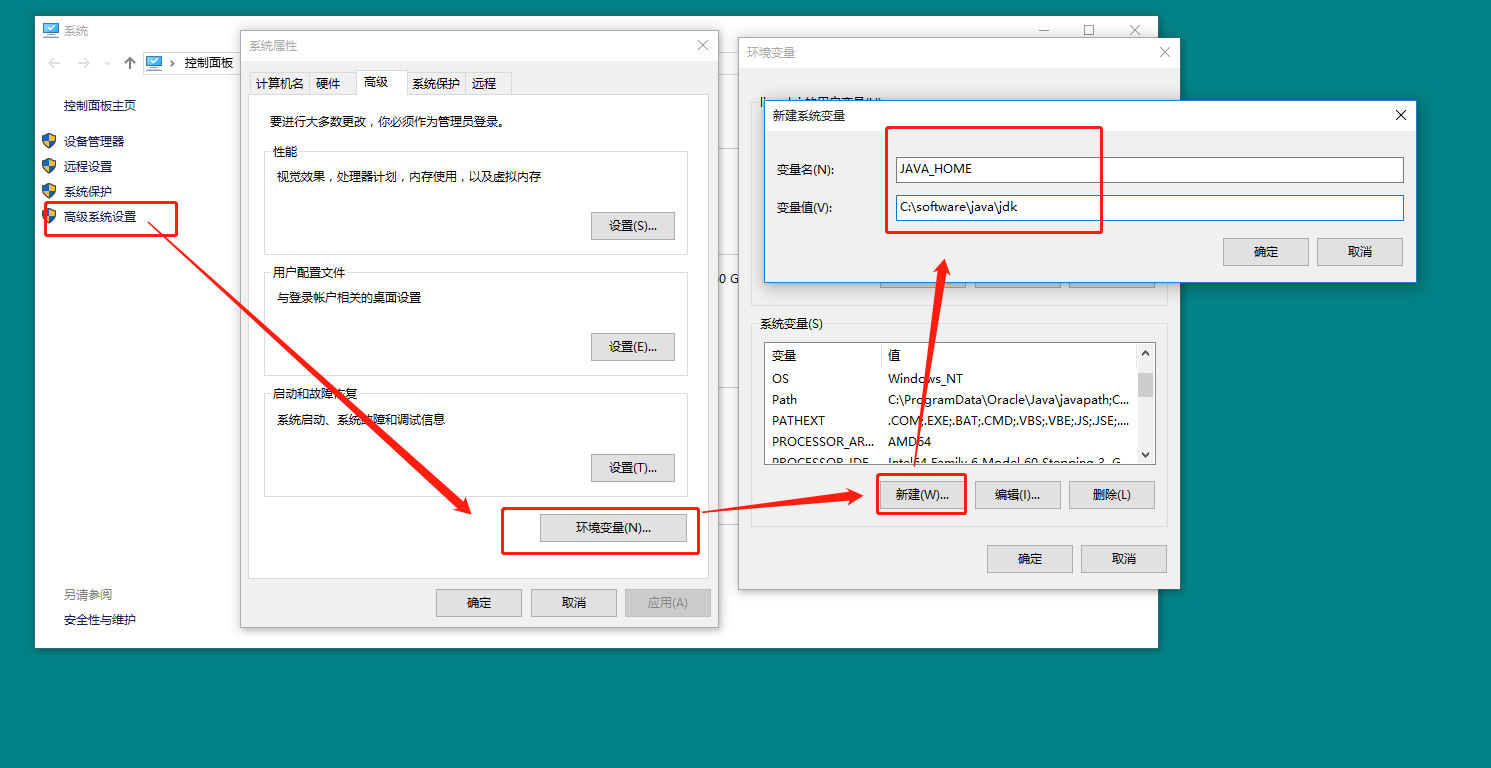 系统
控制面板
控制面板主页
设备管理器
远程设置
系统保护
高级系统设置
另请参阅
安全性与维护
系统属性
计算机名 硬件 高级 系统保护 远程
要进行大多数更改，你必须作为管理员登录。
性能
视觉效果，处理器计划，内存使用，以及虚拟内存
设置(S)...
用户配置文件
与登录帐户相关的桌面设置
设置(E)...
启动和故障恢复
系统启动、系统故障和调试信息
设置(T)...
环境变量(N)...
确定 取消 应用(A)
0 G
环境变量
新建系统变量
变量名(N): JAVA_HOME
变量值(V): C:\software\java\jdk
确定 取消
系统变量(S)
变量 值
OS Windows_NT
Path C:\ProgramData\Oracle\Java\javapath;C...
PATHEXT .COM;.EXE;.BAT;.CMD;.VBS;.VBE;.JS;.JSE;....
PROCESSOR_AR... AMD64
PROCESSOR_IDE... Intel64 Family 6 Model 60 Stepping 3, G...
新建(W)... 编辑(I)... 删除(L)
确定 取消